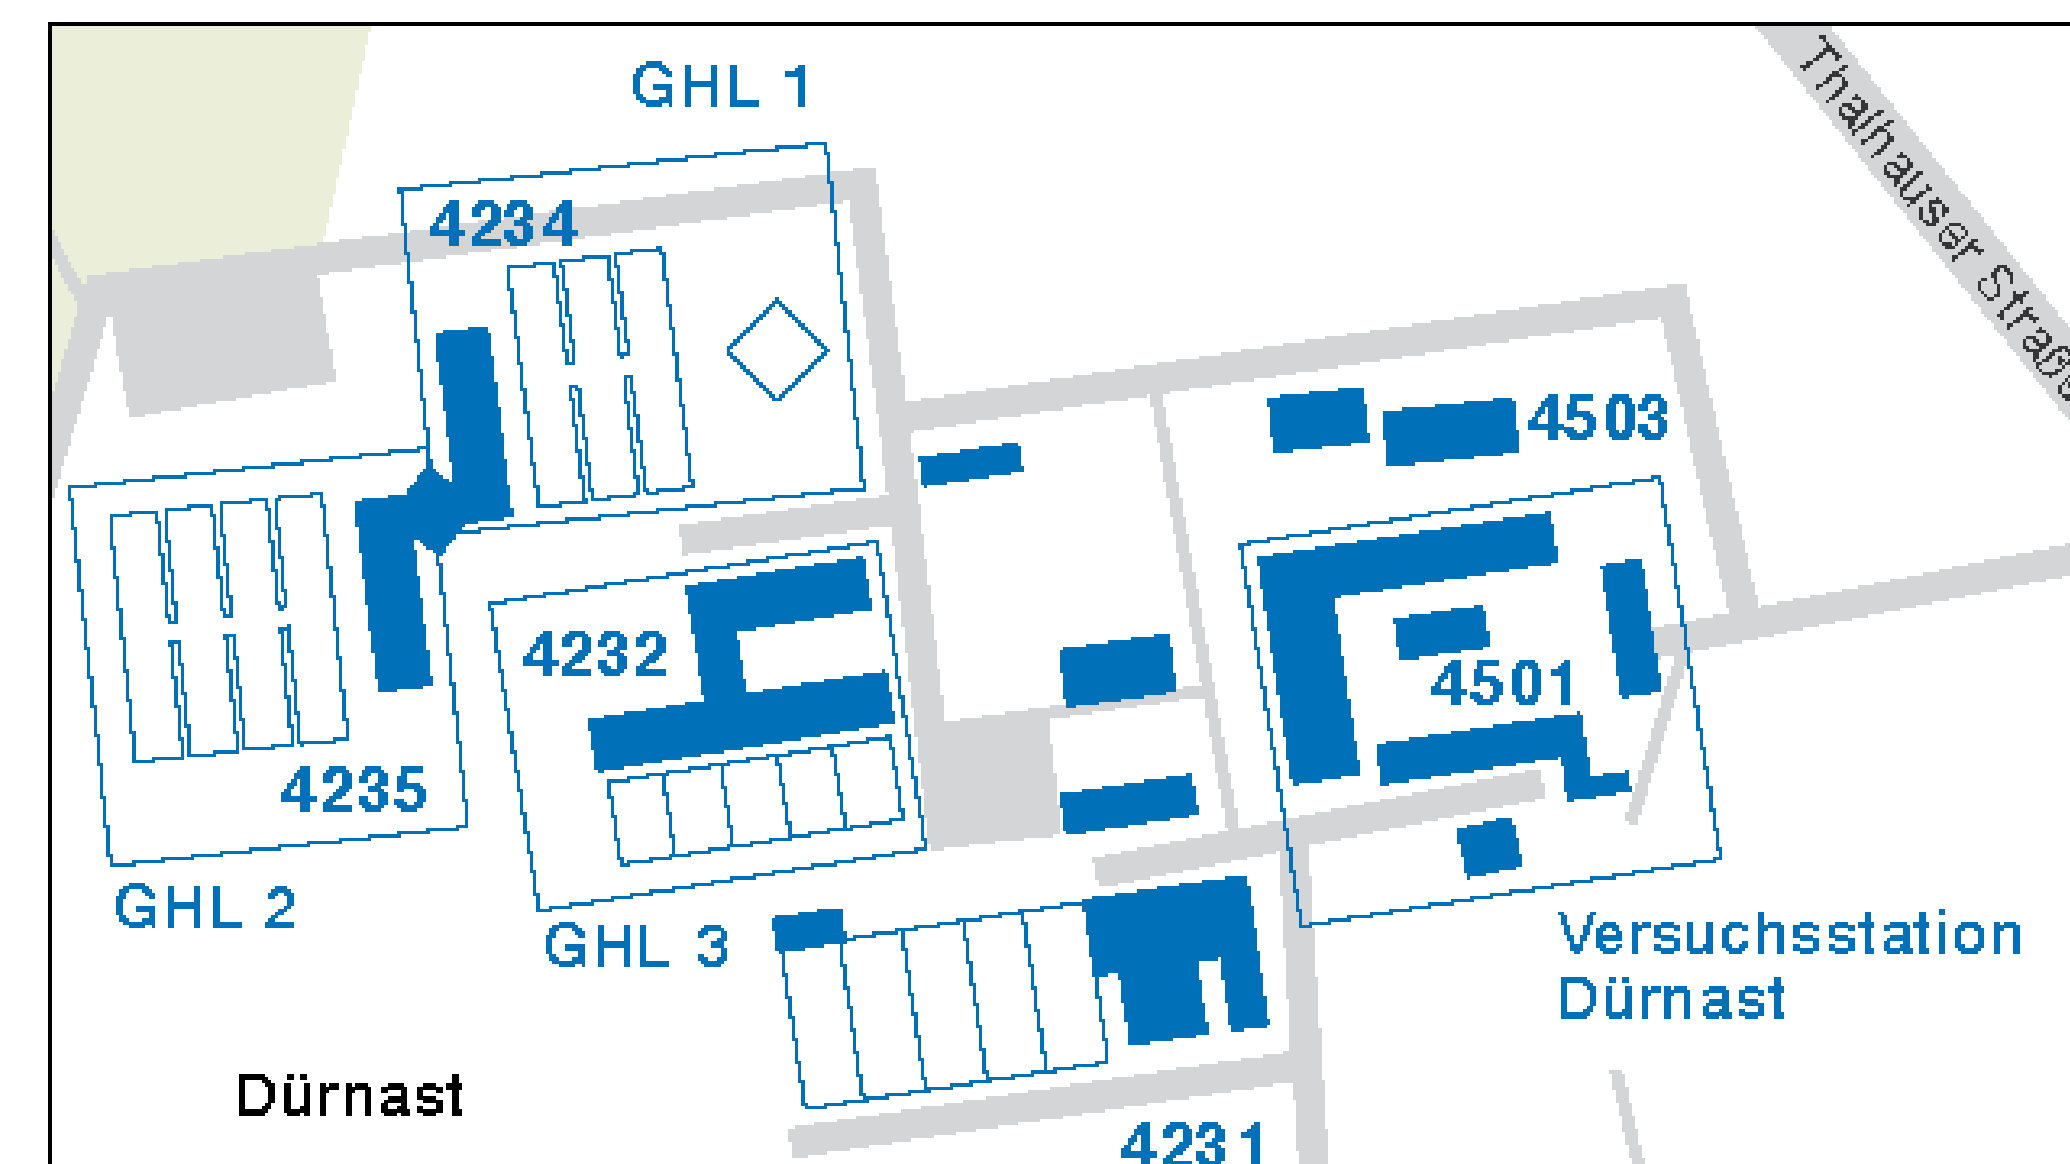 GHL 1
Thalhauser Straße
4234
4503
4232
4501
4235
GHL 2
GHL 3
Versuchsstation
Dürnast
Dürnast
4231